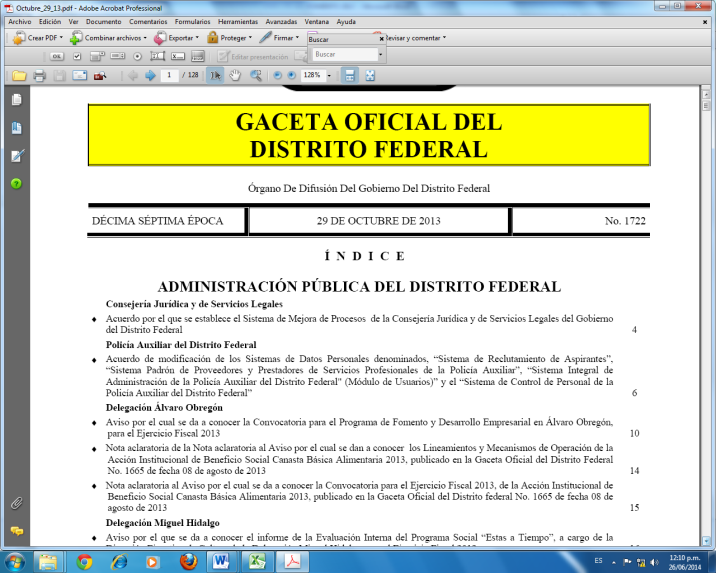 Octubre_29_13.pdf - Adobe Acrobat Professional
Archivo Edición Ver Documento Comentarios Formularios Herramientas Avanzadas Ventana Ayuda
Crear PDF Combinar archivos Exportar Proteger Firmar Revisar y comentar
Buscar
Buscar
OK Editar presentación
1 / 128 128%
GACETA OFICIAL DEL
DISTRITO FEDERAL
Órgano De Difusión Del Gobierno Del Distrito Federal
DÉCIMA SÉPTIMA ÉPOCA 29 DE OCTUBRE DE 2013 No. 1722
Í N D I C E
ADMINISTRACIÓN PÚBLICA DEL DISTRITO FEDERAL
Consejería Jurídica y de Servicios Legales
♦ Acuerdo por el que se establece el Sistema de Mejora de Procesos de la Consejería Jurídica y de Servicios Legales del Gobierno
del Distrito Federal 4
Policía Auxiliar del Distrito Federal
♦ Acuerdo de modificación de los Sistemas de Datos Personales denominados, “Sistema de Reclutamiento de Aspirantes”,
“Sistema Padrón de Proveedores y Prestadores de Servicios Profesionales de la Policía Auxiliar”, “Sistema Integral de
Administración de la Policía Auxiliar del Distrito Federal” (Módulo de Usuarios)” y el “Sistema de Control de Personal de la
Policía Auxiliar del Distrito Federal” 6
Delegación Álvaro Obregón
♦ Aviso por el cual se da a conocer la Convocatoria para el Programa de Fomento y Desarrollo Empresarial en Álvaro Obregón,
para el Ejercicio Fiscal 2013 10
♦ Nota aclaratoria de la Nota aclaratoria al Aviso por el cual se dan a conocer los Lineamientos y Mecanismos de Operación de la
Acción Institucional de Beneficio Social Canasta Básica Alimentaria 2013, publicado en la Gaceta Oficial del Distrito Federal
No. 1665 de fecha 08 de agosto de 2013 14
♦ Nota aclaratoria al Aviso por el cual se da a conocer la Convocatoria para el Ejercicio Fiscal 2013, de la Acción Institucional de
Beneficio Social Canasta Básica Alimentaria 2013, publicado en la Gaceta Oficial del Distrito federal No. 1665 de fecha 08 de
agosto de 2013 15
Delegación Miguel Hidalgo
♦ Aviso por el que se da a conocer el informe de la Evaluación Interna del Programa Social “Estas a Tiempo”, a cargo de la
ES 12:10 p.m.
26/06/2014